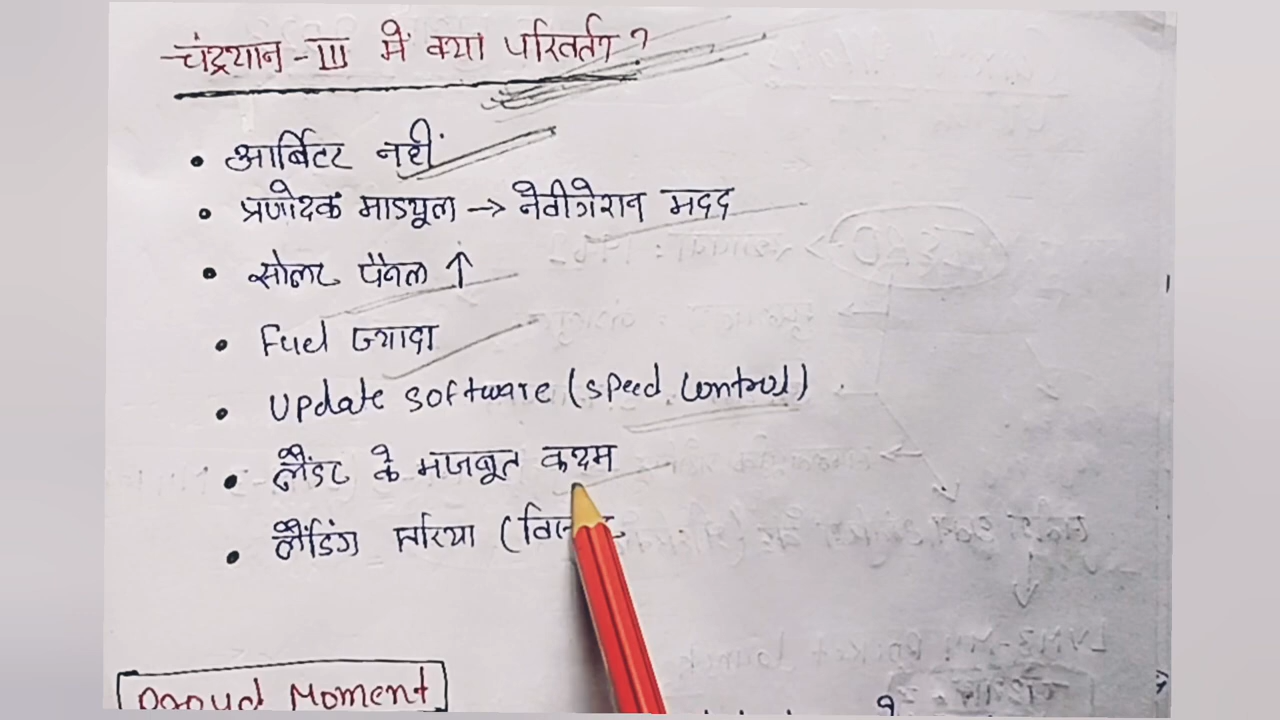 चंद्रयान-III में क्या परिवर्तन?
• आर्बिटर नहीं
• प्रणोदक माड्यूल → नेवीगेशन मदद
• सोलर पैनल ↑
• Fuel ज्यादा
• Update software (speed control)
• लैंडर के मजबूत कदम
• लैंडिंग एरिया
Proud Moment